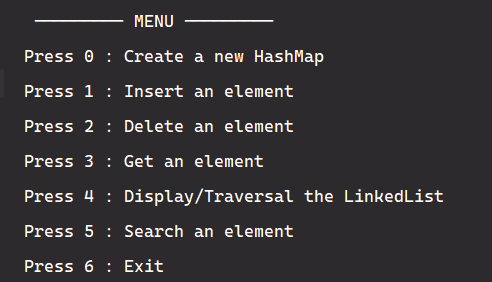 ————————— MENU —————————
Press 0 : Create a new HashMap
Press 1 : Insert an element
Press 2 : Delete an element
Press 3 : Get an element
Press 4 : Display/Traversal the LinkedList
Press 5 : Search an element
Press 6 : Exit